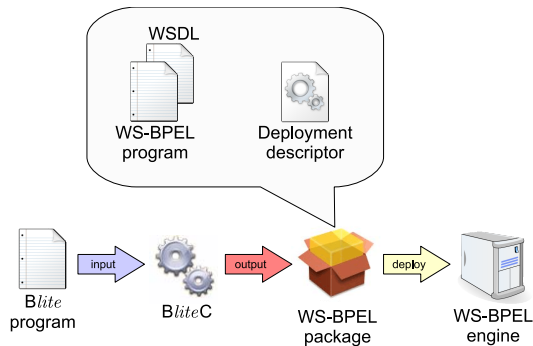 WSDL
WS-BPEL
program
Deployment
descriptor
input
output
deploy
Blite
program
BliteC
WS-BPEL
package
WS-BPEL
engine